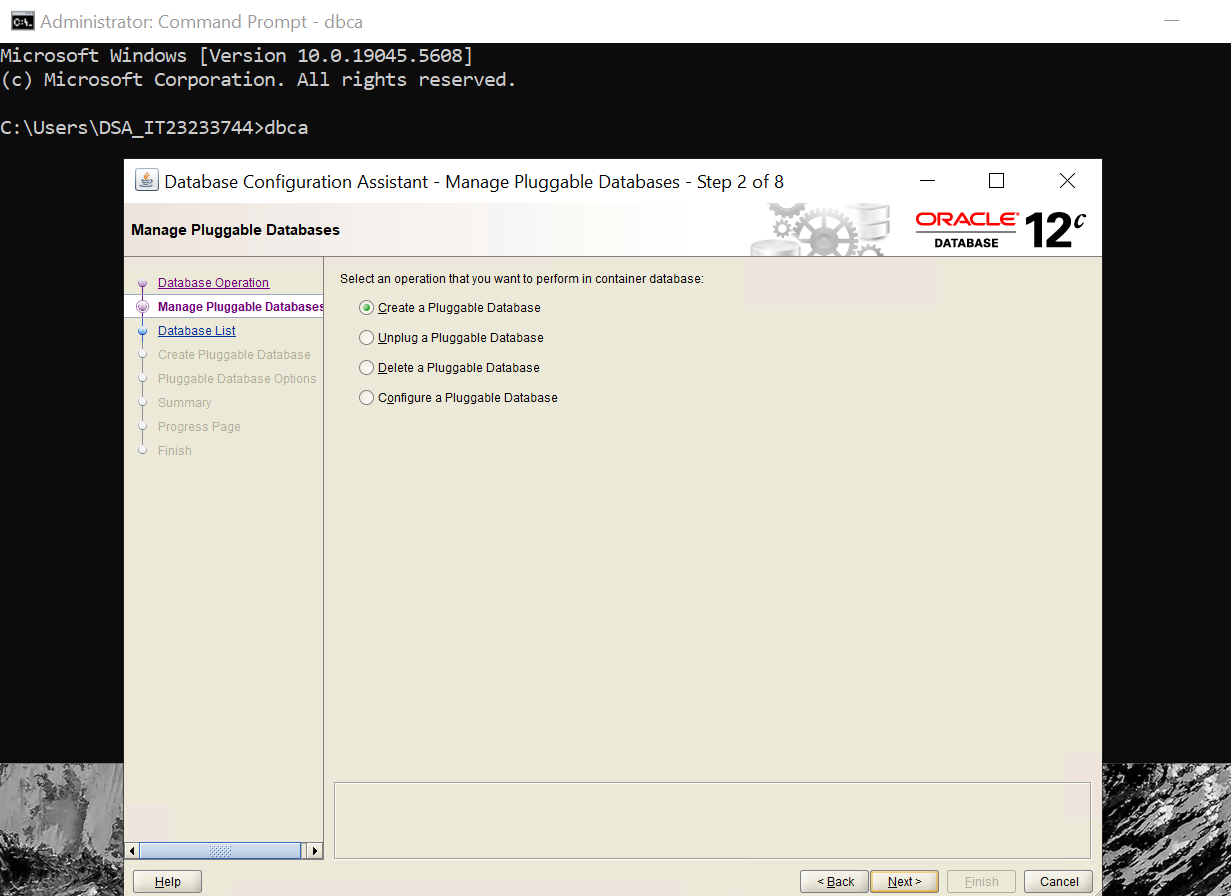 Administrator: Command Prompt - dbca
Microsoft Windows [Version 10.0.19045.5608]
(c) Microsoft Corporation. All rights reserved.
C:\Users\DSA_IT23233744>dbca
Database Configuration Assistant - Manage Pluggable Databases - Step 2 of 8
Manage Pluggable Databases
ORACLE
DATABASE
12c
Database Operation
Manage Pluggable Databases
Database List
Create Pluggable Database
Pluggable Database Options
Summary
Progress Page
Finish
Select an operation that you want to perform in container database:
Create a Pluggable Database
Unplug a Pluggable Database
Delete a Pluggable Database
Configure a Pluggable Database
Help
< Back
Next >
Finish
Cancel